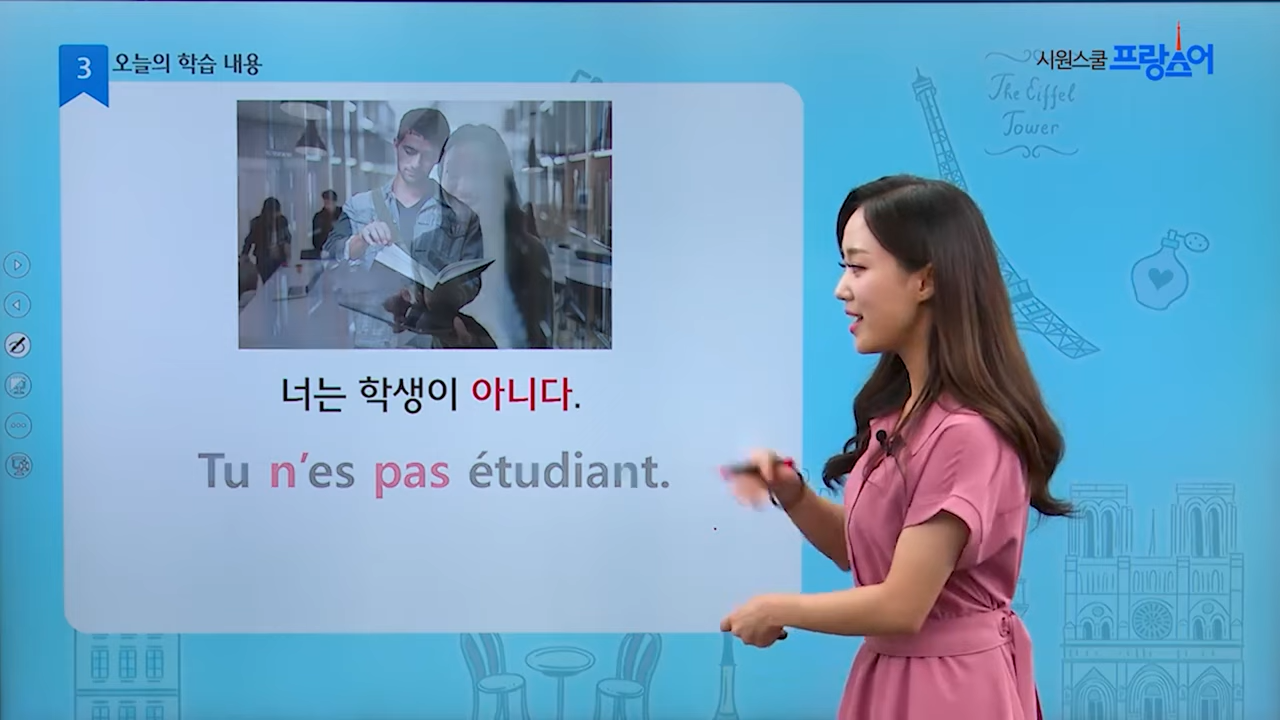 3
오늘의 학습 내용
시원스쿨 프랑스어
The Eiffel
Tower
너는 학생이 아니다.
Tu n'es pas étudiant.